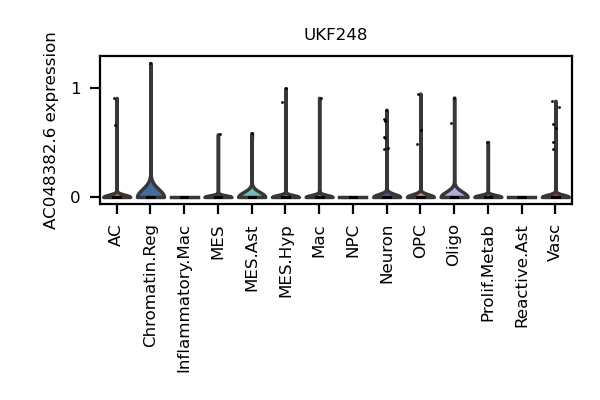 UKF248
AC048382.6 expression
1
0
AC
Chromatin.Reg
Inflammatory.Mac
MES
MES.Ast
MES.Hyp
Mac
NPC
Neuron
OPC
Oligo
Prolif.Metab
Reactive.Ast
Vasc